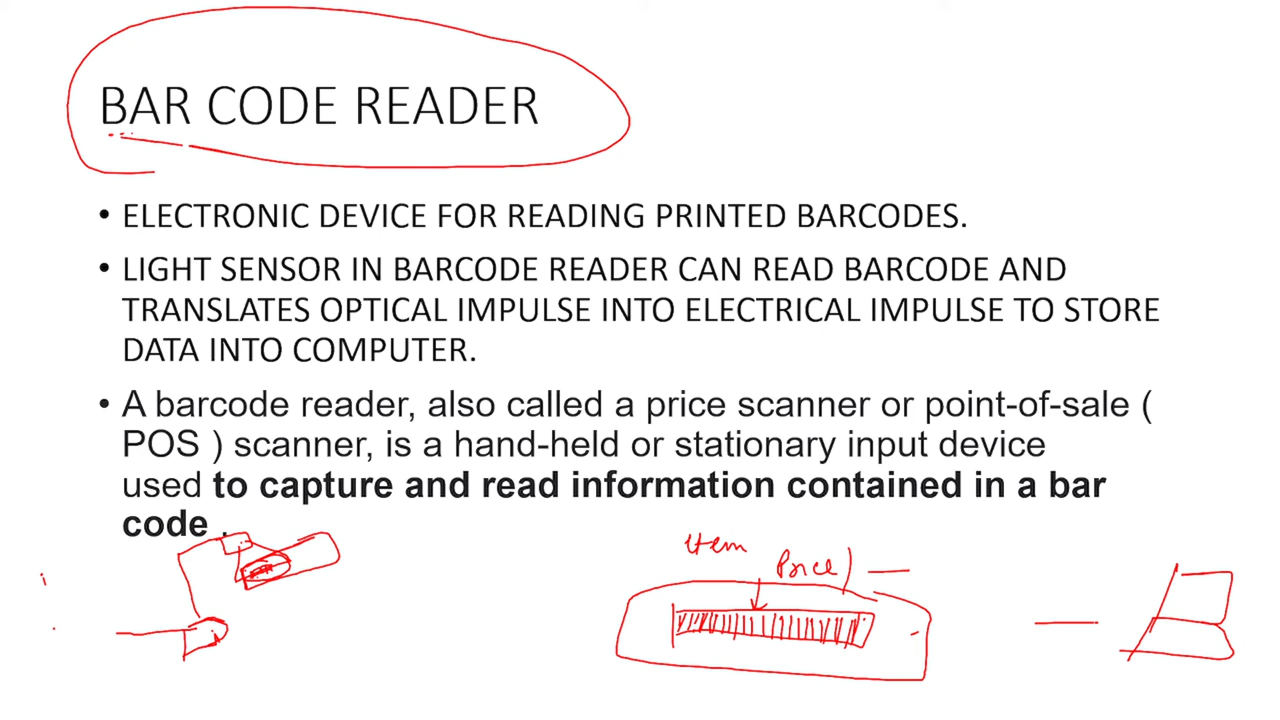 BAR CODE READER
• ELECTRONIC DEVICE FOR READING PRINTED BARCODES.
• LIGHT SENSOR IN BARCODE READER CAN READ BARCODE AND
TRANSLATES OPTICAL IMPULSE INTO ELECTRICAL IMPULSE TO STORE
DATA INTO COMPUTER.
• A barcode reader, also called a price scanner or point-of-sale (
POS ) scanner, is a hand-held or stationary input device
used to capture and read information contained in a bar
code .
item
Price/ —